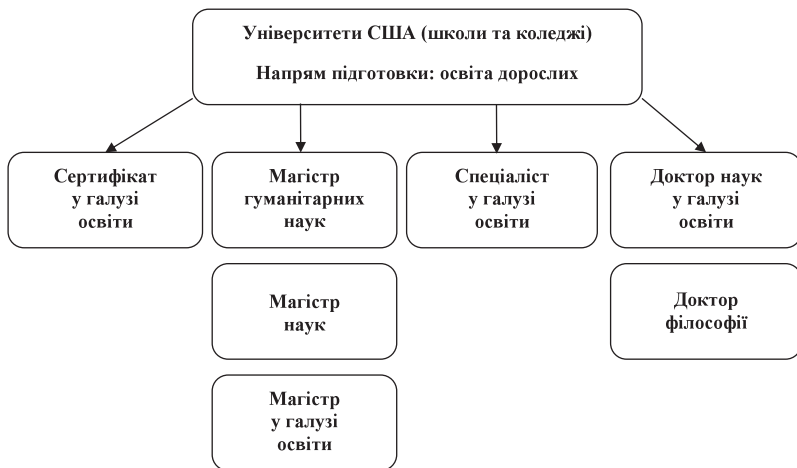 Університети США (школи та коледжі)
Напрям підготовки: освіта дорослих
Сертифікат
у галузі
освіти
Магістр
гуманітарних
наук
Спеціаліст
у галузі
освіти
Доктор наук
у галузі
освіти
Магістр
наук
Доктор
філософії
Магістр
у галузі
освіти